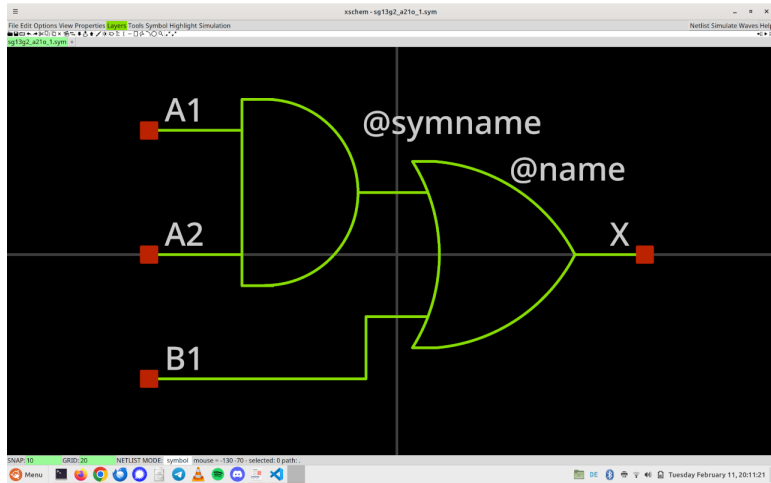 xschem - sg13g2_a21o_1.sym
File Edit Options View Properties Layers Tools Symbol Highlight Simulation Netlist Simulate Waves Help
sg13g2_a21o_1.sym
A1
@symname
@name
A2
X
B1
SNAP: 10 GRID: 20 NETLIST MODE: symbol mouse = -130 -70 - selected: 0 path: .
Menu DE Tuesday February 11, 20:11:21